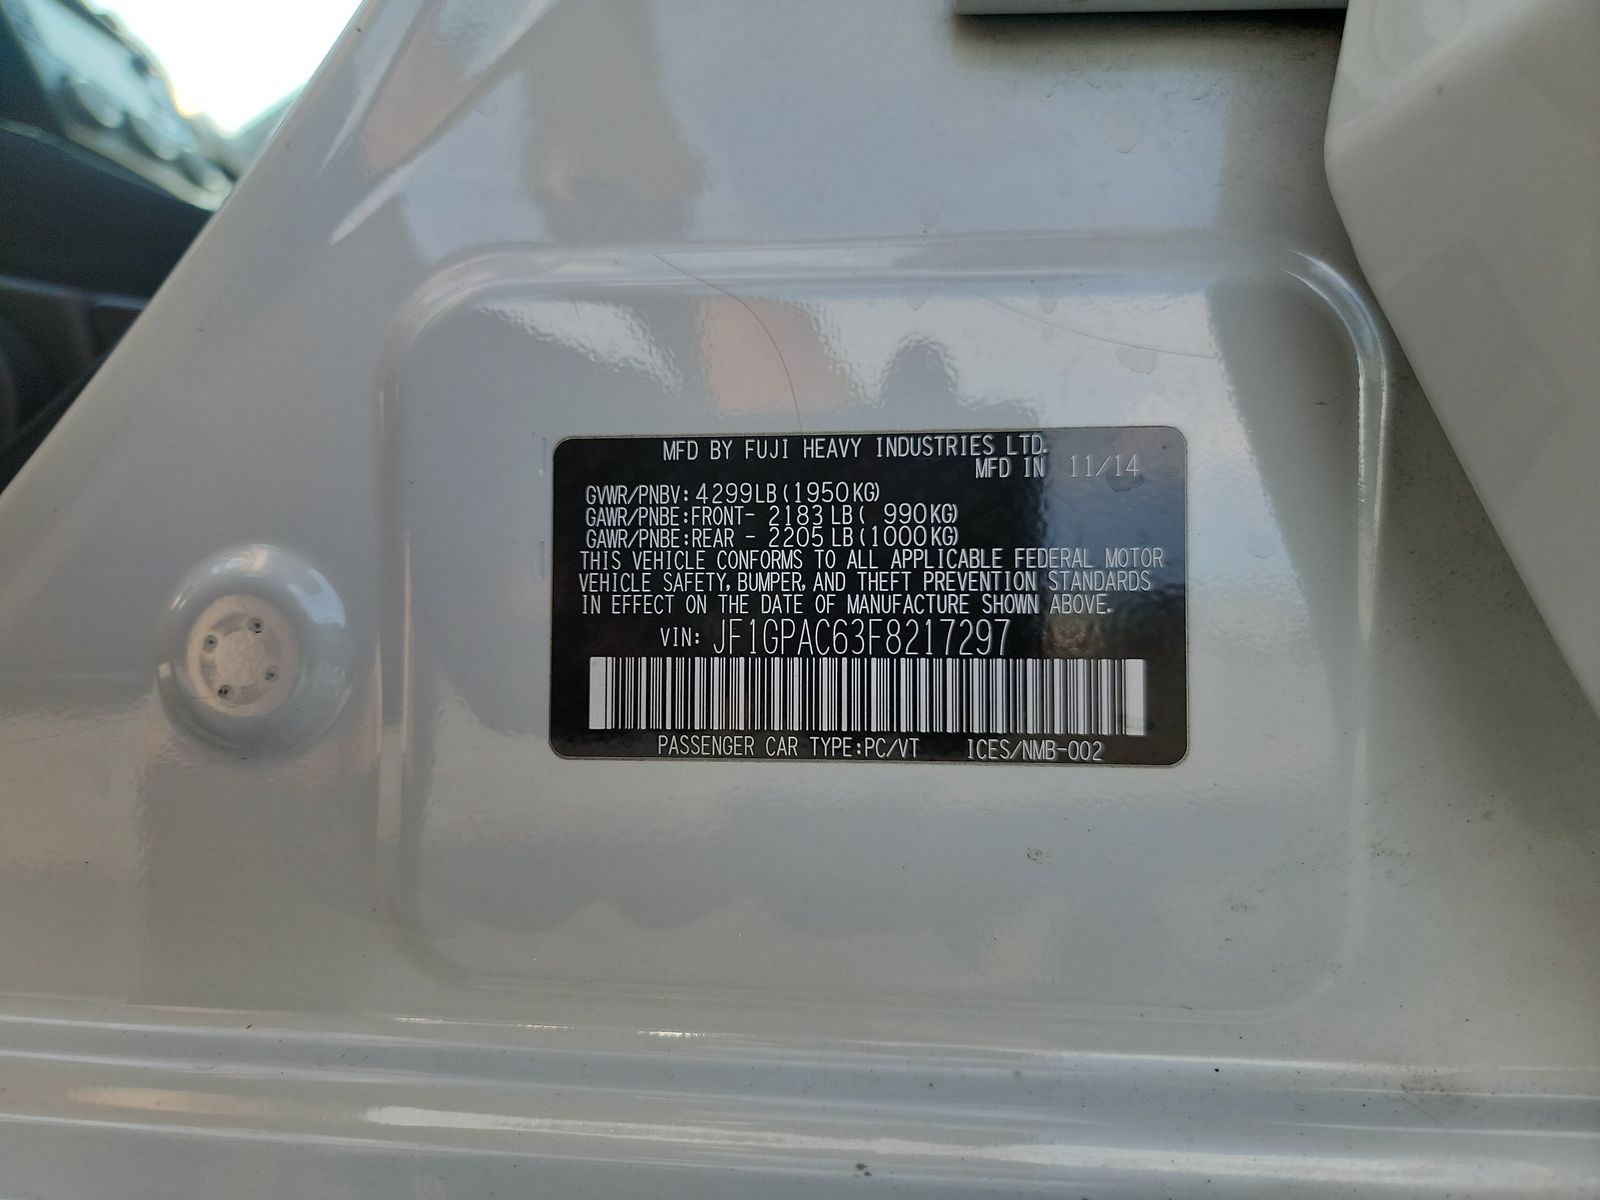 MFD BY FUJI HEAVY INDUSTRIES LTD.
MFD IN 11/14
GVWR/PNBV: 4299LB(1950KG)
GAWR/PNBE:FRONT- 2183LB( 990KG)
GAWR/PNBE:REAR - 2205LB(1000KG)
THIS VEHICLE CONFORMS TO ALL APPLICABLE FEDERAL MOTOR
VEHICLE SAFETY, BUMPER, AND THEFT PREVENTION STANDARDS
IN EFFECT ON THE DATE OF MANUFACTURE SHOWN ABOVE.
VIN: JF1GPAC63F8217297
PASSENGER CAR TYPE:PC/VT ICES/NMB-002